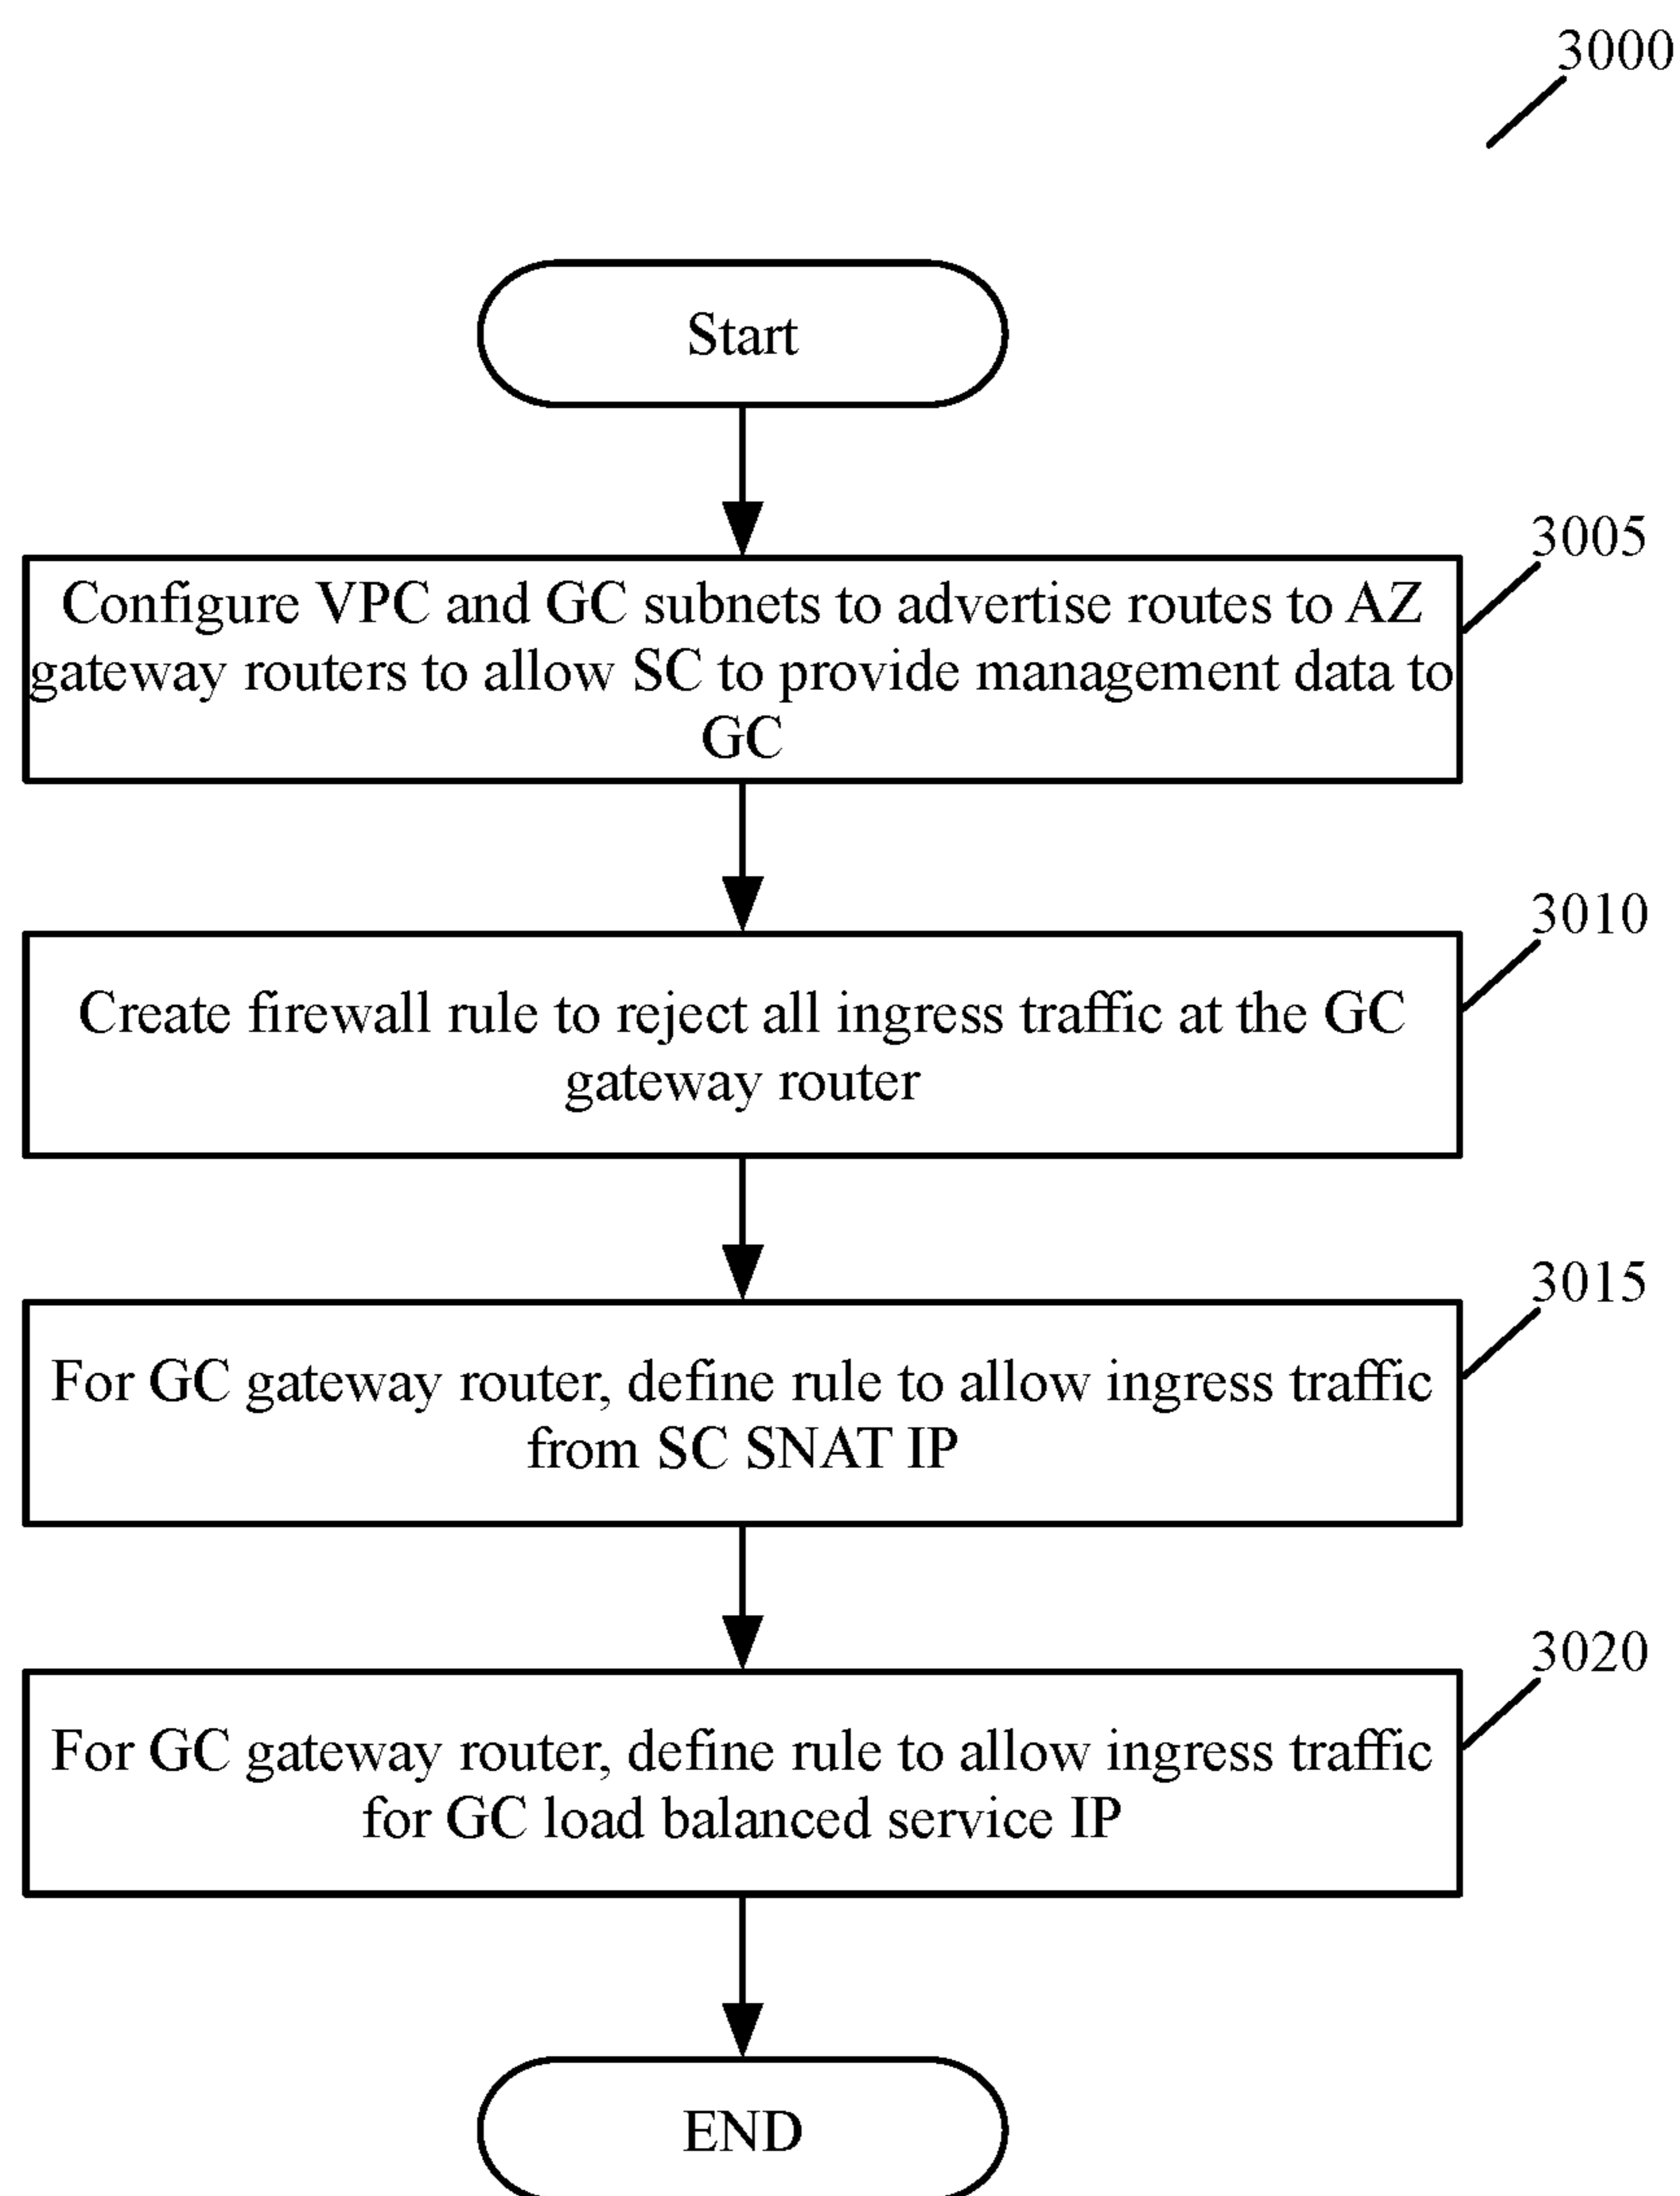 3000
Start
3005
Configure VPC and GC subnets to advertise routes to AZ
gateway routers to allow SC to provide management data to
GC
3010
Create firewall rule to reject all ingress traffic at the GC
gateway router
3015
For GC gateway router, define rule to allow ingress traffic
from SC SNAT IP
3020
For GC gateway router, define rule to allow ingress traffic
for GC load balanced service IP
END